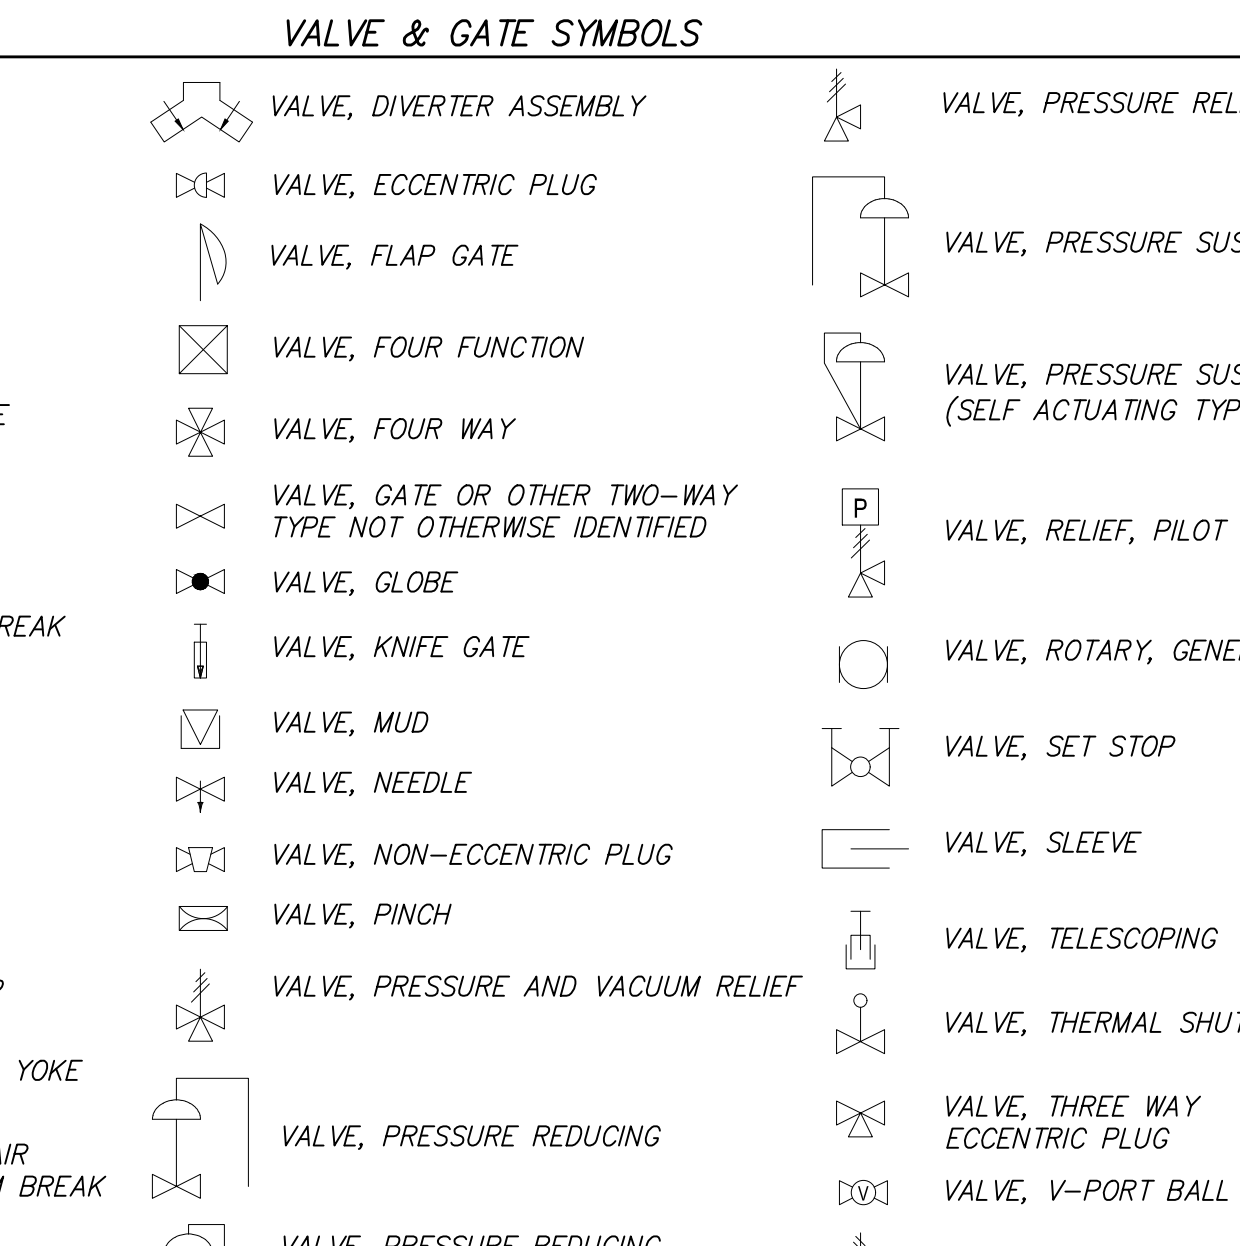 VALVE & GATE SYMBOLS
REAK
YOKE
AIR
BREAK
VALVE, DIVERTER ASSEMBLY
VALVE, ECCENTRIC PLUG
VALVE, FLAP GATE
VALVE, FOUR FUNCTION
VALVE, FOUR WAY
VALVE, GATE OR OTHER TWO-WAY
TYPE NOT OTHERWISE IDENTIFIED
VALVE, GLOBE
VALVE, KNIFE GATE
VALVE, MUD
VALVE, NEEDLE
VALVE, NON-ECCENTRIC PLUG
VALVE, PINCH
VALVE, PRESSURE AND VACUUM RELIEF
VALVE, PRESSURE REDUCING
VALVE, PRESSURE REDUCING
VALVE, PRESSURE REL
VALVE, PRESSURE SUS
VALVE, PRESSURE SUS
(SELF ACTUATING TYP
P
VALVE, RELIEF, PILOT
VALVE, ROTARY, GENE
VALVE, SET STOP
VALVE, SLEEVE
VALVE, TELESCOPING
VALVE, THERMAL SHUT
VALVE, THREE WAY
ECCENTRIC PLUG
V
VALVE, V-PORT BALL